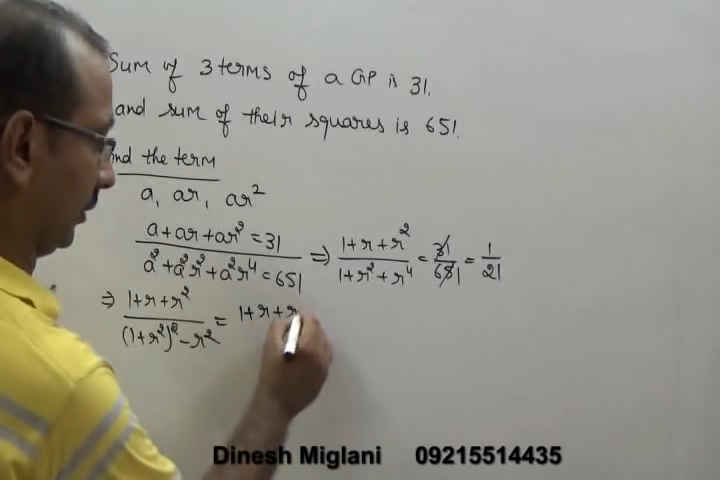 Sum of 3 terms of a GP is 31.
and sum of their squares is 651.
ind the term
a, ar, ar²
a+ar+ar²=31 ⇒ 1+r+r² = 31 = 1
a²+a²r²+a²r⁴=651 1+r²+r⁴ 651 21
⇒ 1+r+r² = 1+r+r
(1+r²)²-r²
Dinesh Miglani 09215514435